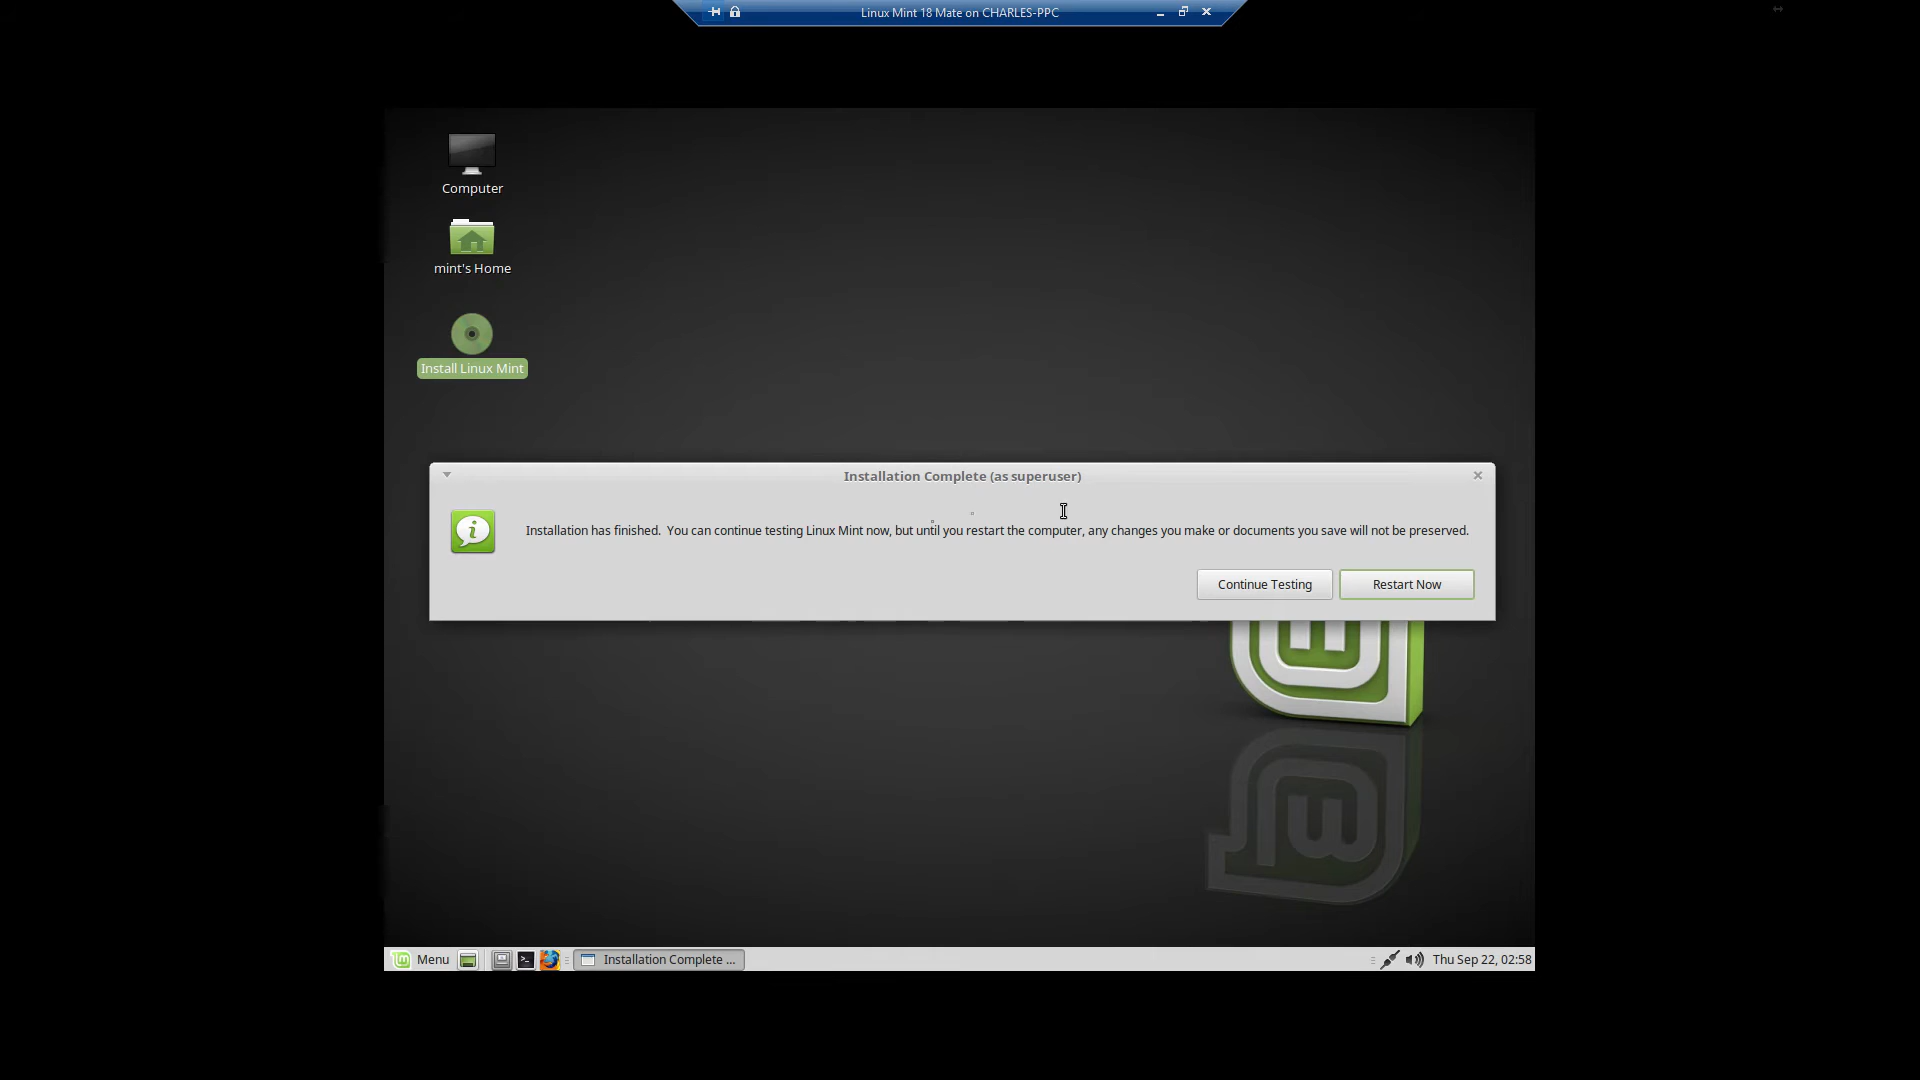 Linux Mint 18 Mate on CHARLES-PPC
Computer
mint's Home
Install Linux Mint
Installation Complete (as superuser)
Installation has finished.  You can continue testing Linux Mint now, but until you restart the computer, any changes you make or documents you save will not be preserved.
Continue Testing
Restart Now
Menu
Installation Complete ...
Thu Sep 22, 02:58